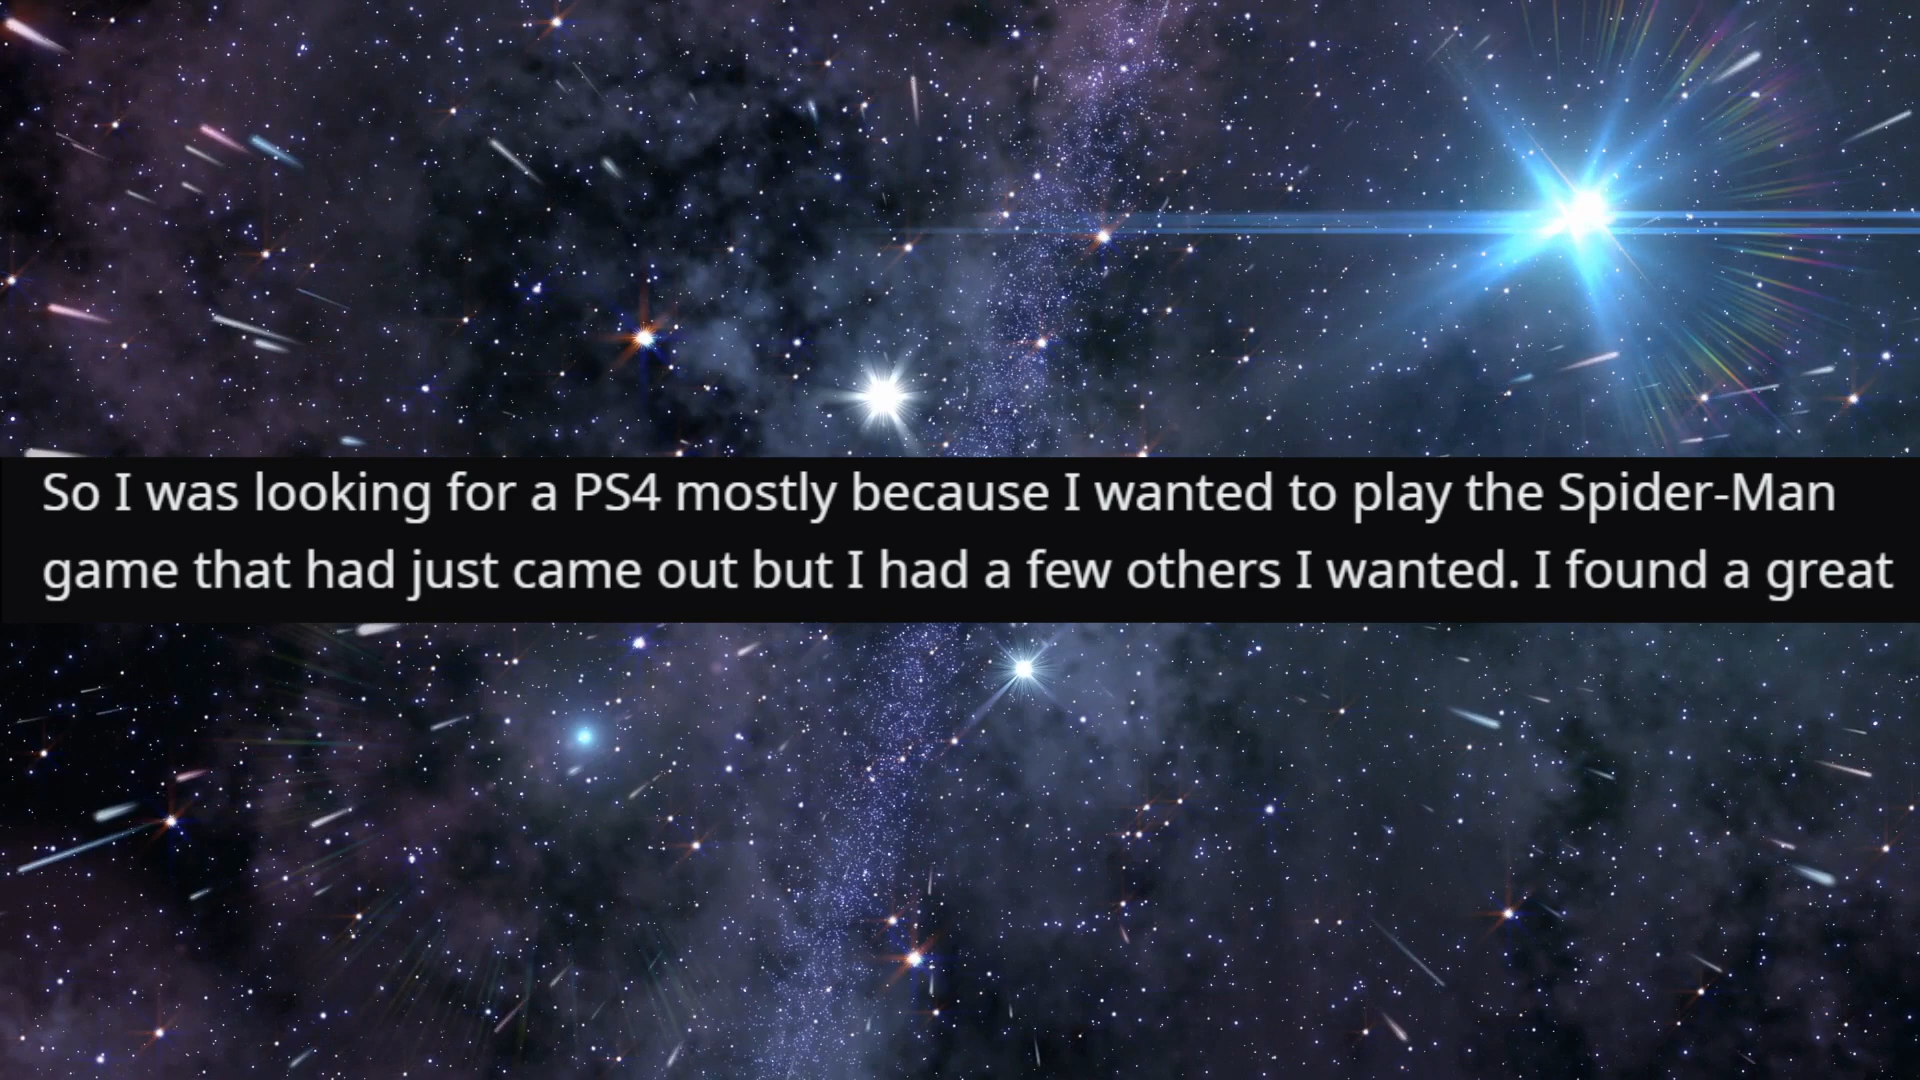 So I was looking for a PS4 mostly because I wanted to play the Spider-Man
game that had just came out but I had a few others I wanted. I found a great